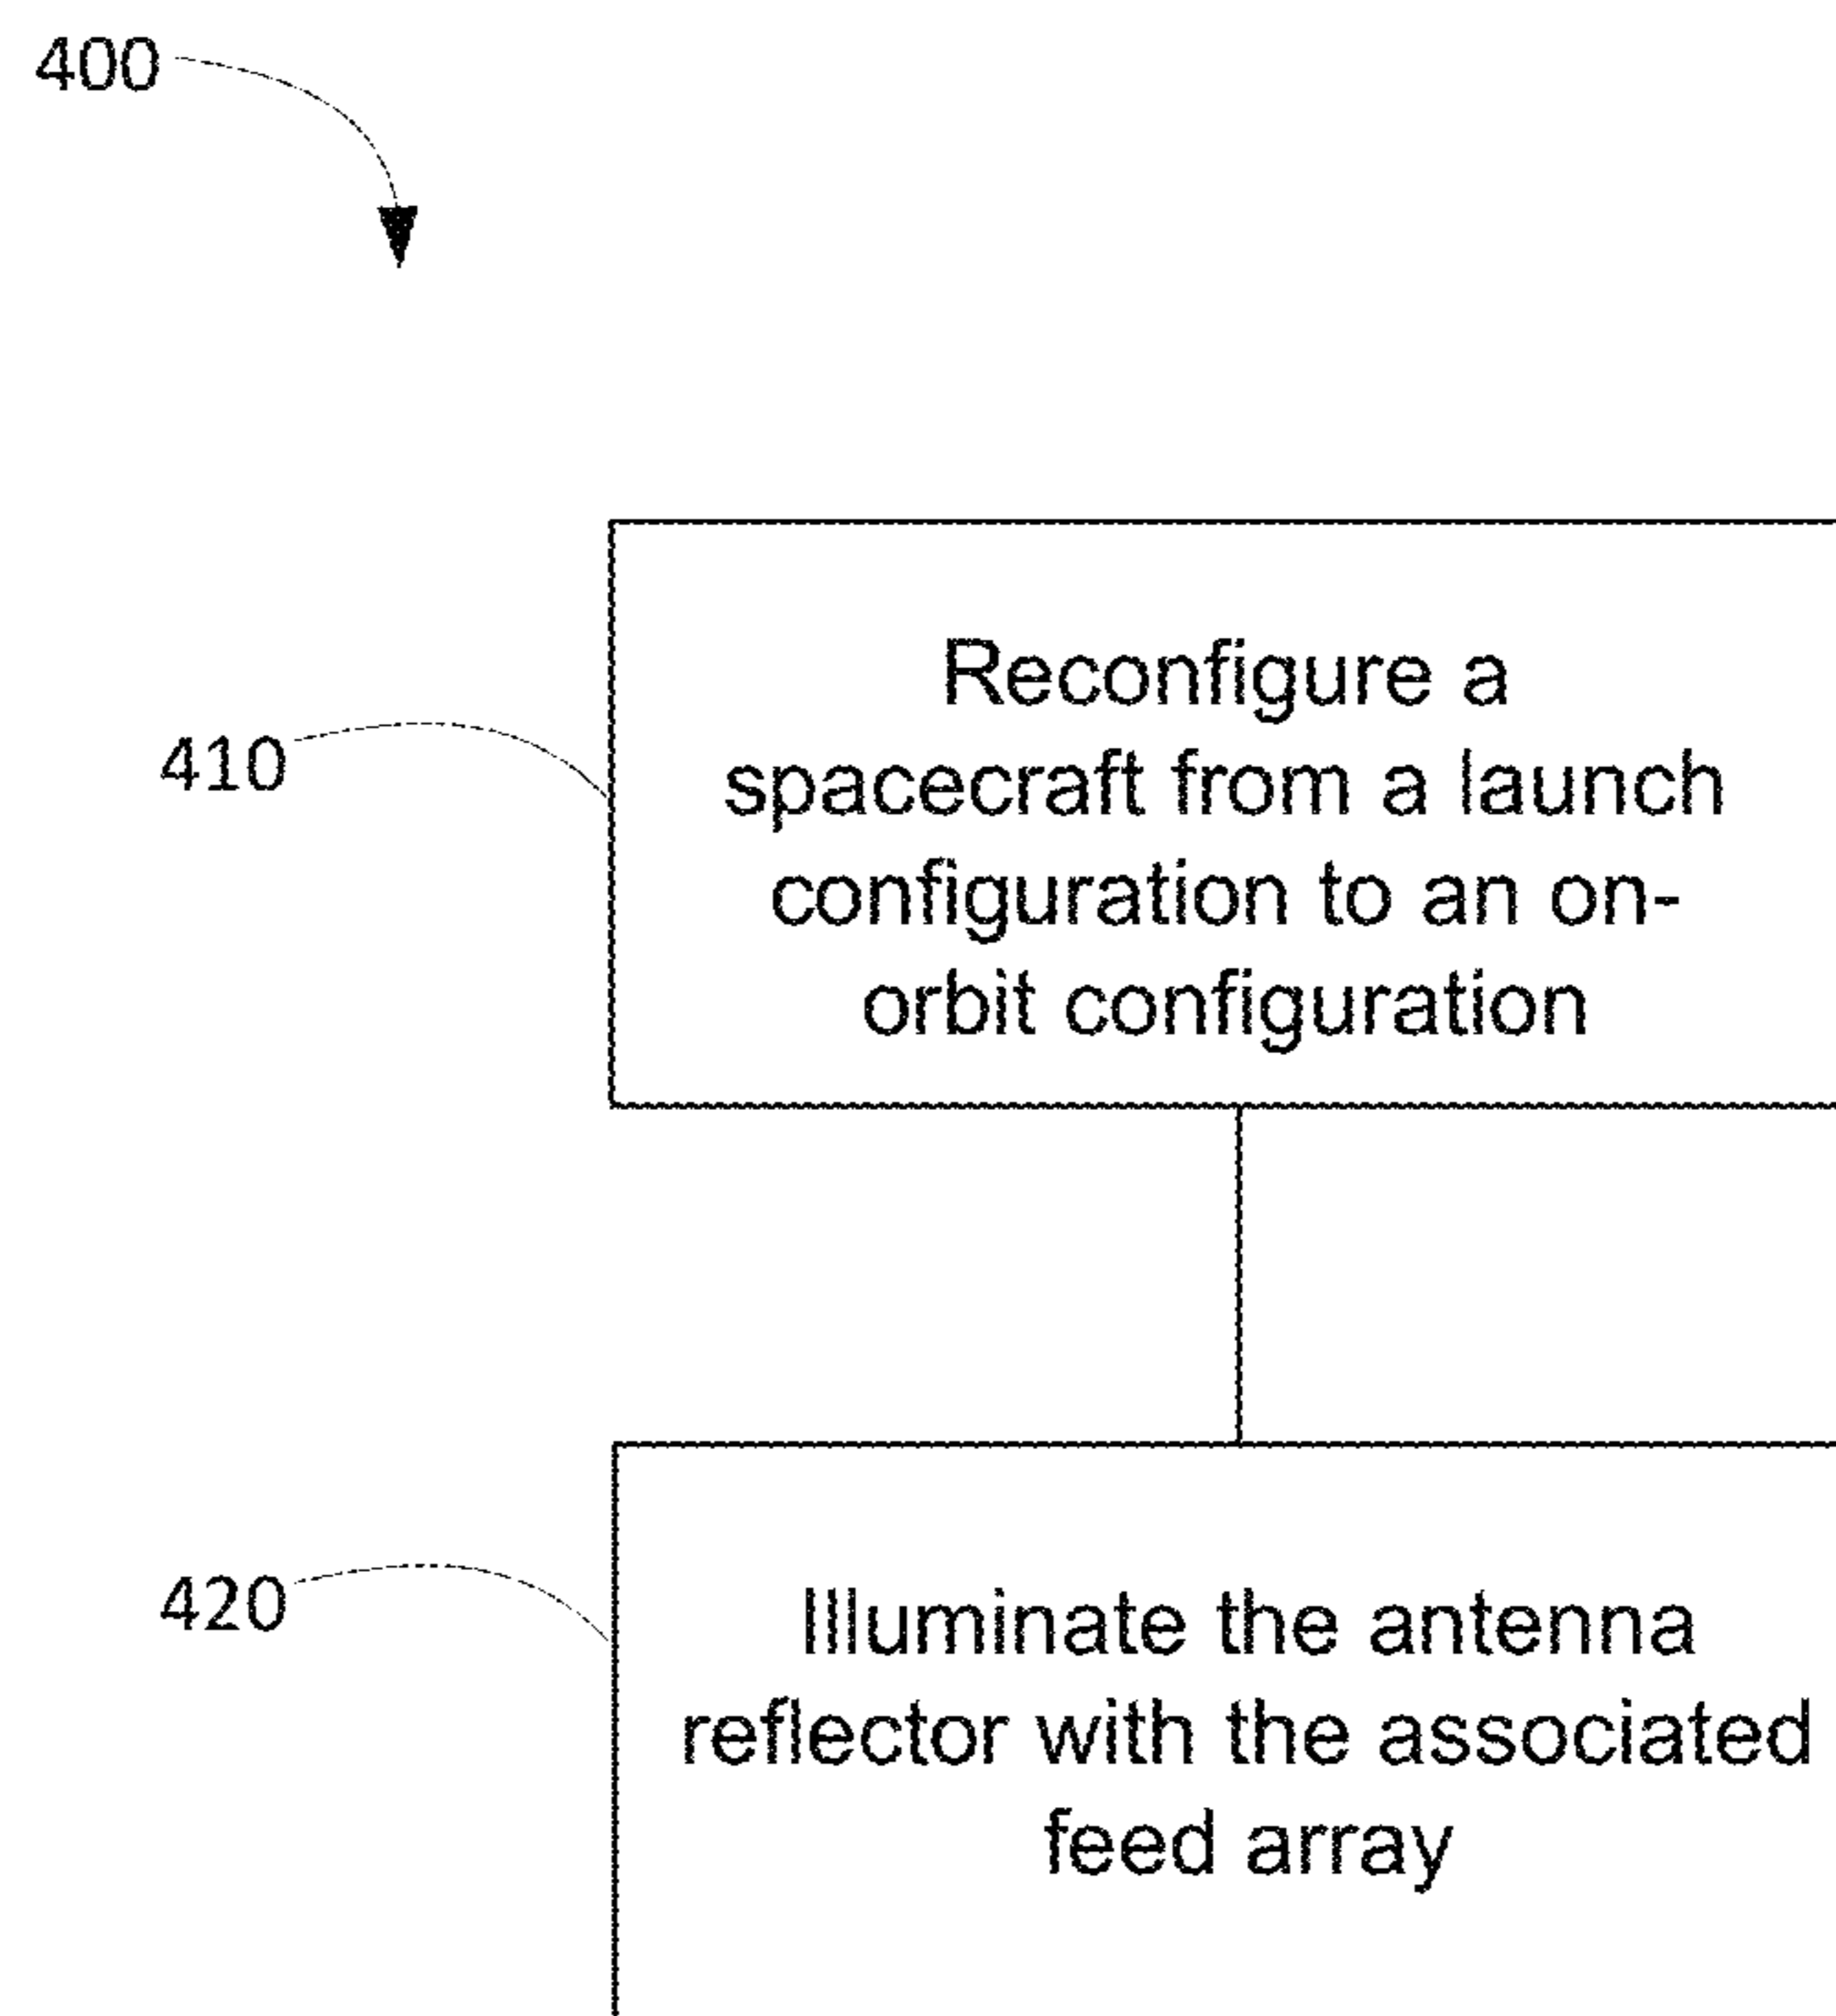 400
410
Reconfigure a
spacecraft from a launch
configuration to an on-
orbit configuration
420
Illuminate the antenna
reflector with the associated
feed array